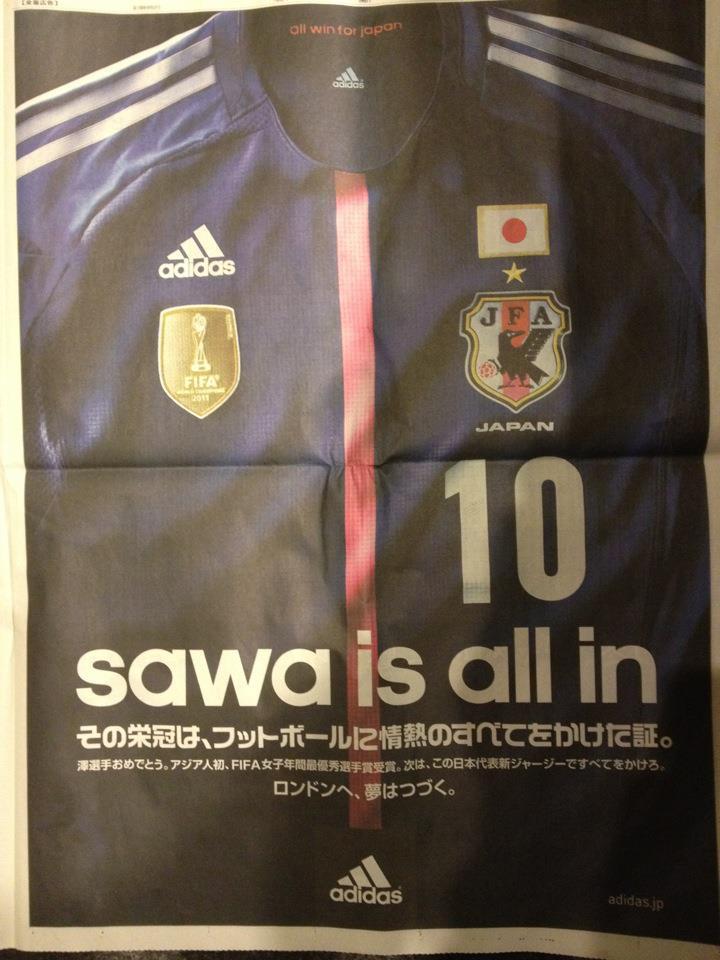 【全面広告】
all win for japan
adidas
adidas
FIFA
WORLD CHAMPIONS
2011
JFA
JAPAN
10
sawa is all in
その栄冠は、フットボールに情熱のすべてをかけた証。
澤選手おめでとう。アジア人初、FIFA女子年間最優秀選手賞受賞。次は、この日本代表新ジャージーですべてをかけろ。
ロンドンへ、夢はつづく。
adidas
adidas.jp